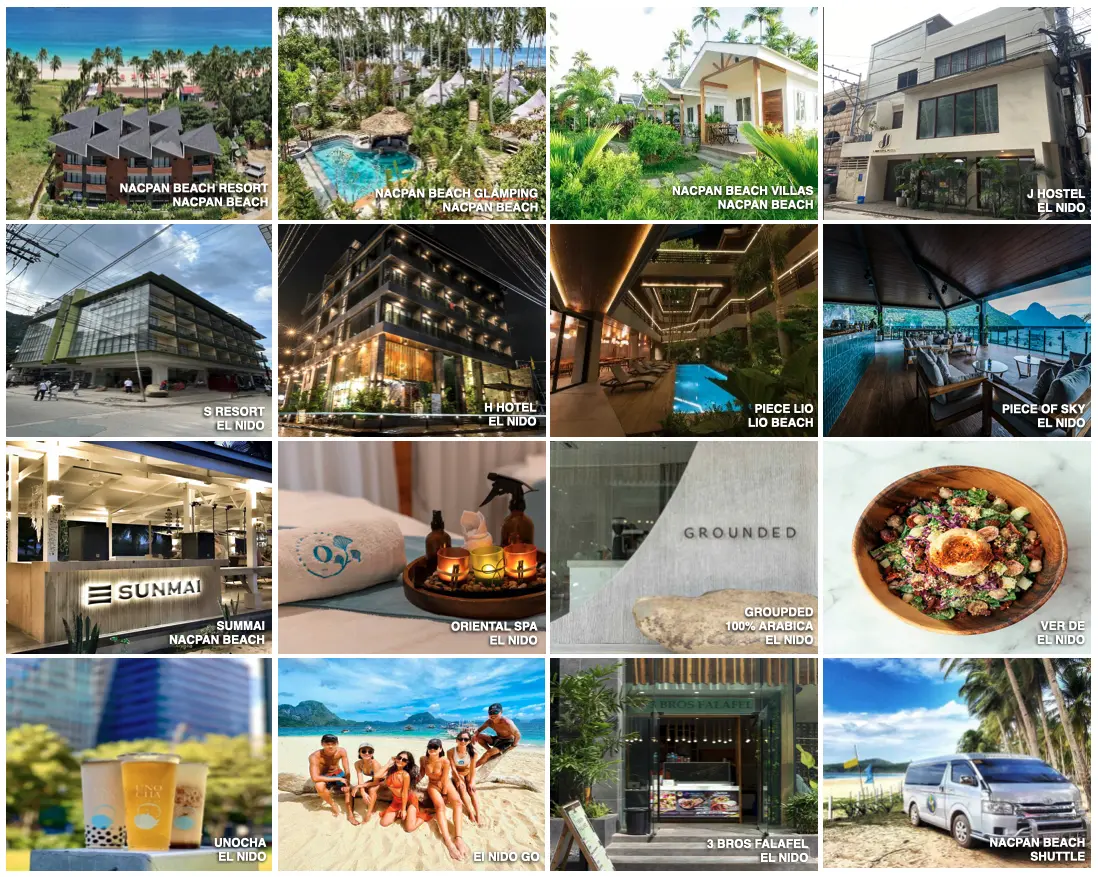 NACPAN BEACH RESORT
NACPAN BEACH
NACPAN BEACH GLAMPING
NACPAN BEACH
NACPAN BEACH VILLAS
NACPAN BEACH
J HOSTEL
EL NIDO
S RESORT
EL NIDO
H HOTEL
EL NIDO
PIECE LIO
LIO BEACH
PIECE OF SKY
EL NIDO
SUNMAI
SUMMAI
NACPAN BEACH
ORIENTAL SPA
EL NIDO
GROUNDED
GROUPDED
100% ARABICA
EL NIDO
VER DE
EL NIDO
UNO
CHA
UNOCHA
EL NIDO
El NIDO GO
3 BROS FALAFEL
3 BROS FALAFEL
EL NIDO
NACPAN BEACH
SHUTTLE